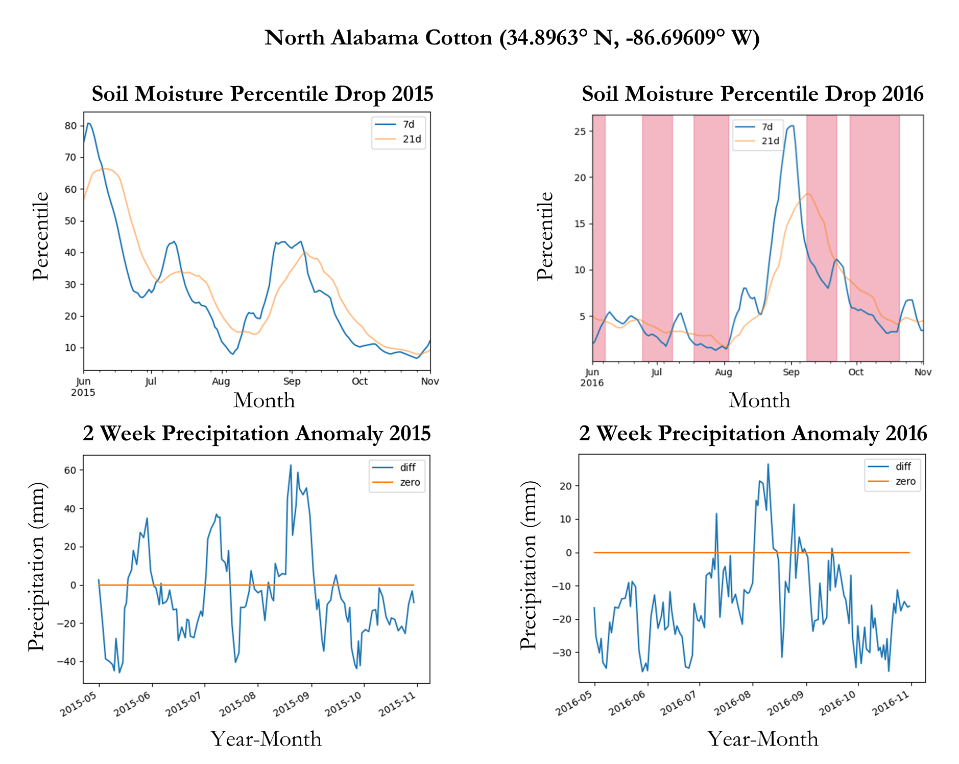 North Alabama Cotton (34.8963° N, -86.69609° W)
Soil Moisture Percentile Drop 2015
Soil Moisture Percentile Drop 2016
Percentile
80
70
60
50
40
30
20
10
7d
21d
Jun
2015
Jul
Aug
Sep
Oct
Nov
Month
Percentile
25
20
15
10
5
7d
21d
Jun
2016
Jul
Aug
Sep
Oct
Nov
Month
2 Week Precipitation Anomaly 2015
2 Week Precipitation Anomaly 2016
Precipitation (mm)
60
40
20
0
−20
−40
diff
zero
2015-05
2015-06
2015-07
2015-08
2015-09
2015-10
2015-11
Year-Month
Precipitation (mm)
20
10
0
−10
−20
−30
diff
zero
2016-05
2016-06
2016-07
2016-08
2016-09
2016-10
2016-11
Year-Month